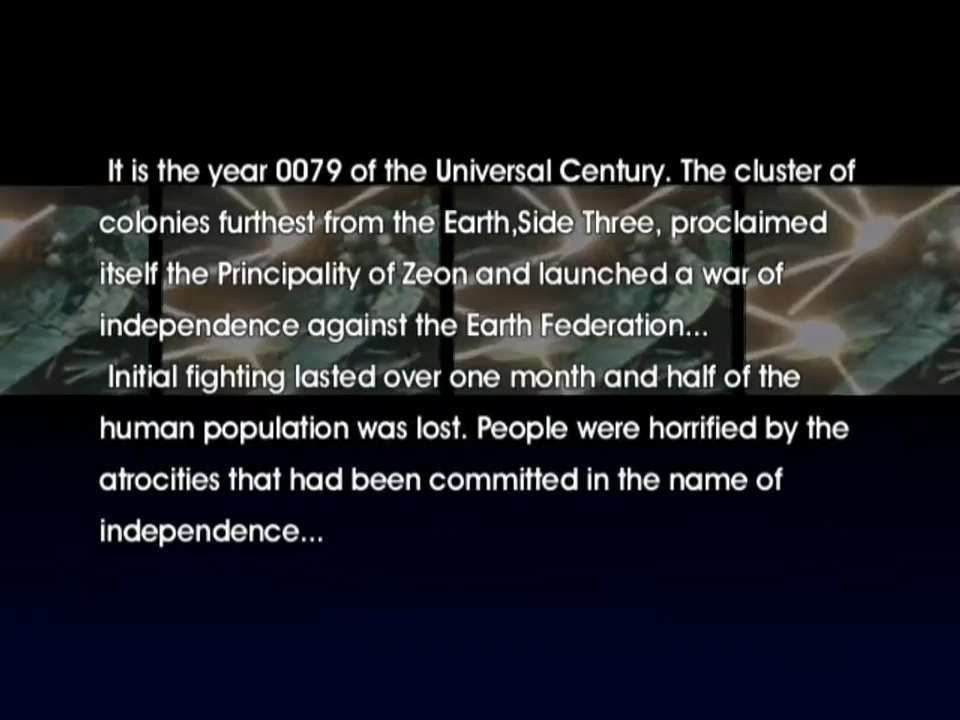 It is the year 0079 of the Universal Century. The cluster of
colonies furthest from the Earth,Side Three, proclaimed
itself the Principality of Zeon and launched a war of
independence against the Earth Federation...
Initial fighting lasted over one month and half of the
human population was lost. People were horrified by the
atrocities that had been committed in the name of
independence...